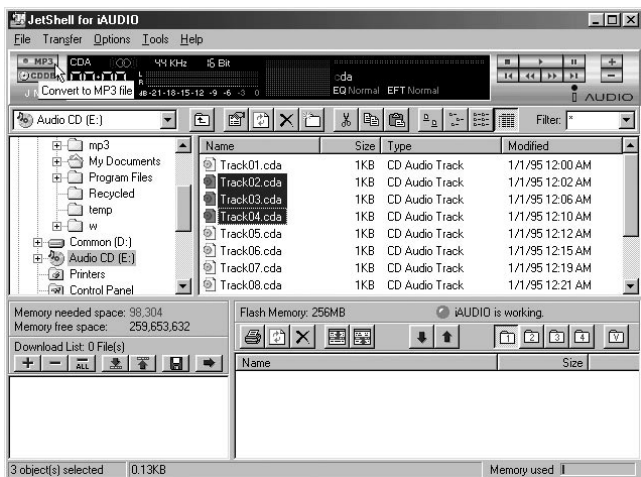 JetShell for iAUDIO
File Transfer Options Tools Help
MP3 CDA 44 KHz 16 Bit
CDDB
L
R
dB -21-18-15-12 -9 -6 -3 0
cda
EQ Normal EFT Normal
iAUDIO
Convert to MP3 file
Audio CD (E:)
Filter: *
mp3
My Documents
Program Files
Recycled
temp
w
Common (D:)
Audio CD (E:)
Printers
Control Panel
Name Size Type Modified
Track01.cda 1KB CD Audio Track 1/1/95 12:00 AM
Track02.cda 1KB CD Audio Track 1/1/95 12:02 AM
Track03.cda 1KB CD Audio Track 1/1/95 12:06 AM
Track04.cda 1KB CD Audio Track 1/1/95 12:10 AM
Track05.cda 1KB CD Audio Track 1/1/95 12:12 AM
Track06.cda 1KB CD Audio Track 1/1/95 12:15 AM
Track07.cda 1KB CD Audio Track 1/1/95 12:19 AM
Track08.cda 1KB CD Audio Track 1/1/95 12:21 AM
Memory needed space: 98,304
Memory free space: 259,653,632
Download List: 0 File(s)
ALL
Flash Memory: 256MB
iAUDIO is working.
1 2 3 4 V
Name Size
3 object(s) selected 0.13KB Memory used